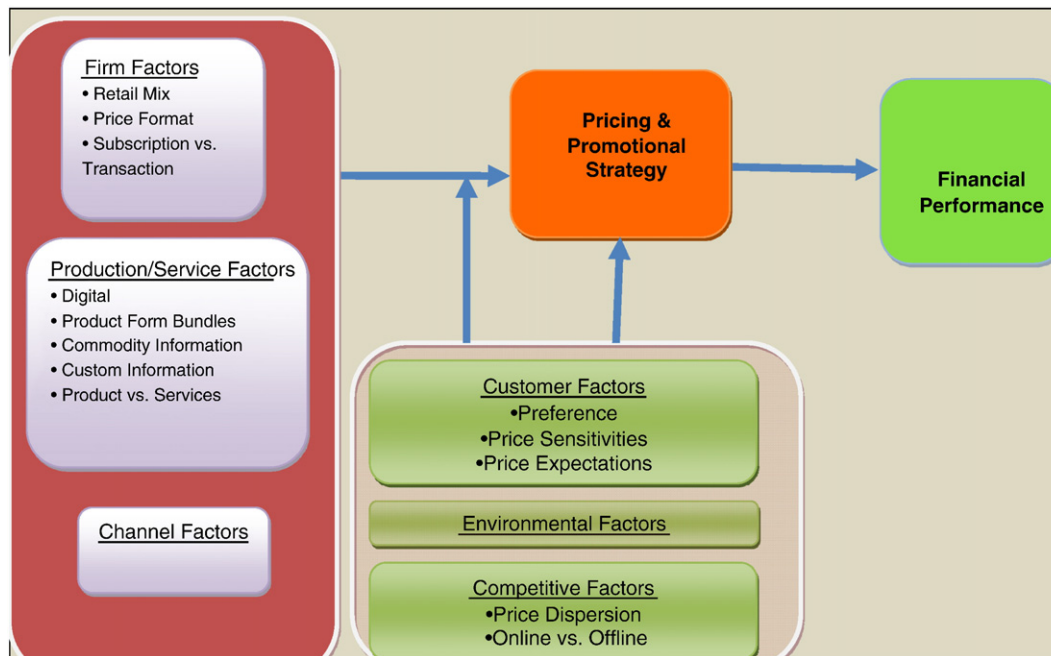 Firm Factors
• Retail Mix
• Price Format
• Subscription vs.
Transaction
Production/Service Factors
• Digital
• Product Form Bundles
• Commodity Information
• Custom Information
• Product vs. Services
Channel Factors
Pricing &
Promotional
Strategy
Financial
Performance
Customer Factors
•Preference
•Price Sensitivities
•Price Expectations
Environmental Factors
Competitive Factors
•Price Dispersion
•Online vs. Offline